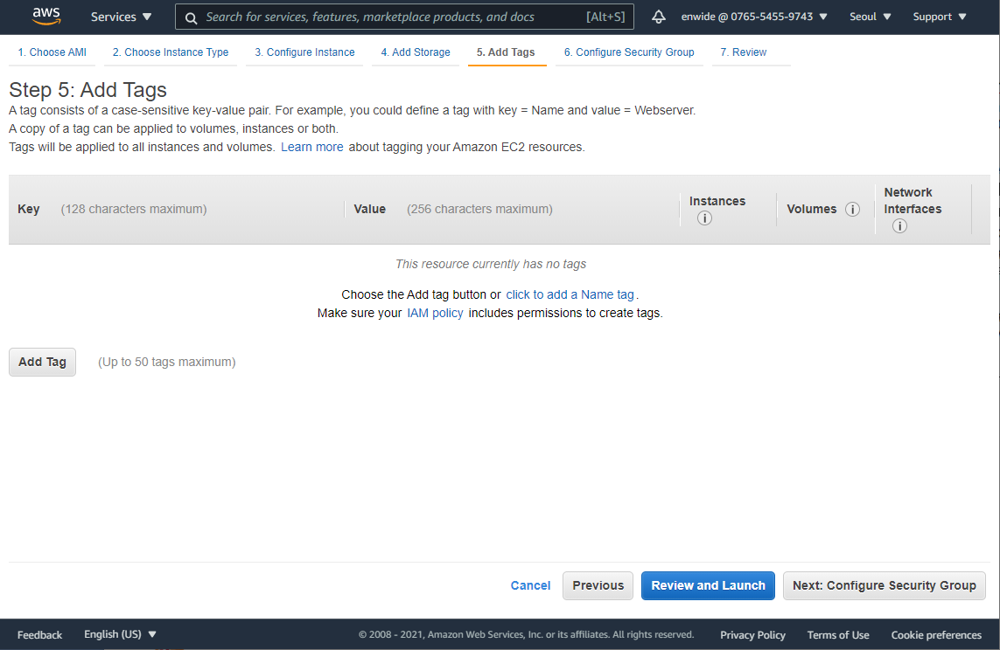 aws
Services ▼ Search for services, features, marketplace products, and docs [Alt+S] enwide @ 0765-5455-9743 ▼ Seoul ▼ Support ▼
1. Choose AMI 2. Choose Instance Type 3. Configure Instance 4. Add Storage 5. Add Tags 6. Configure Security Group 7. Review
Step 5: Add Tags
A tag consists of a case-sensitive key-value pair. For example, you could define a tag with key = Name and value = Webserver.
A copy of a tag can be applied to volumes, instances or both.
Tags will be applied to all instances and volumes. Learn more about tagging your Amazon EC2 resources.
Key (128 characters maximum) Value (256 characters maximum) Instances i Volumes i Network Interfaces i
This resource currently has no tags
Choose the Add tag button or click to add a Name tag.
Make sure your IAM policy includes permissions to create tags.
Add Tag (Up to 50 tags maximum)
Cancel Previous Review and Launch Next: Configure Security Group
Feedback English (US) ▼ © 2008 - 2021, Amazon Web Services, Inc. or its affiliates. All rights reserved. Privacy Policy Terms of Use Cookie preferences